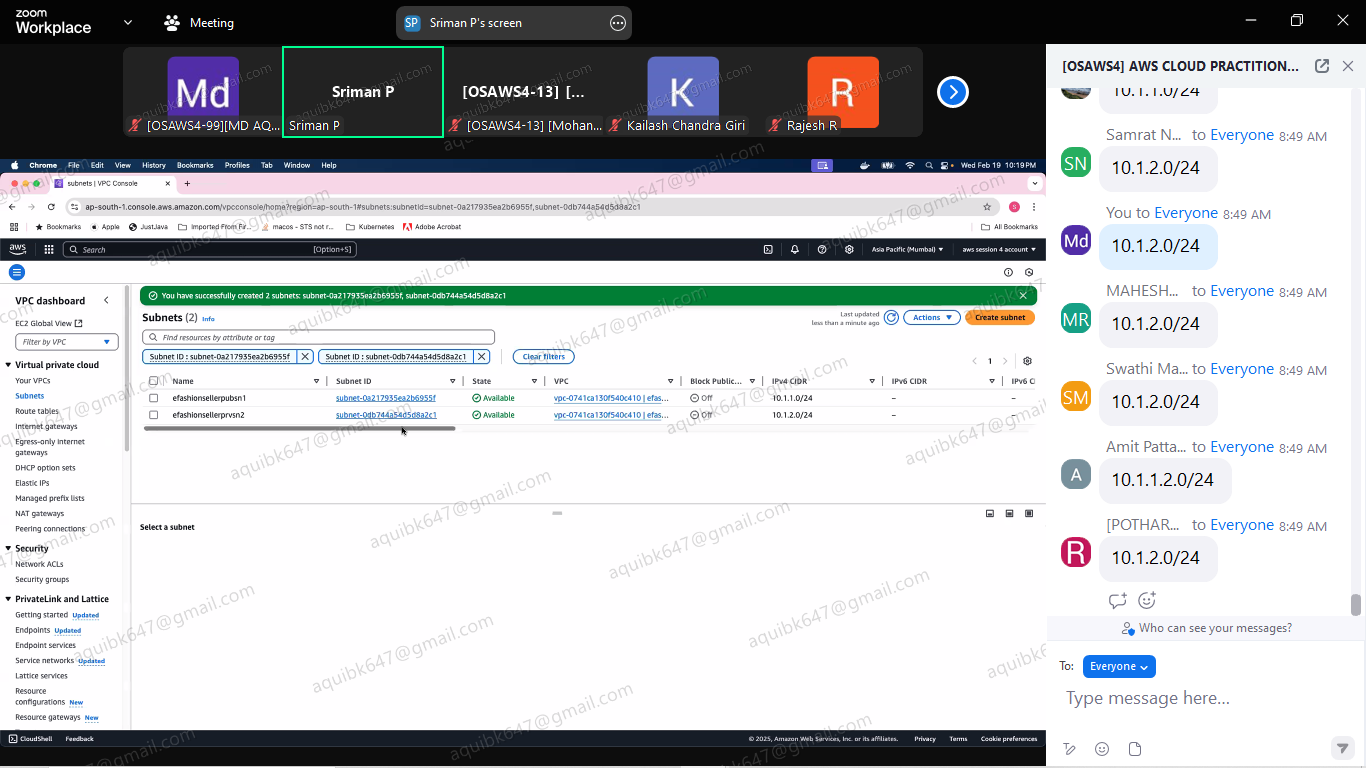 zoom
Workplace
Meeting
SP
Sriman P's screen
Md
[OSAWS4-99][MD AQ...
Sriman P
Sriman P
[OSAWS4-13] [...
[OSAWS4-13] [Mohan...
K
Kailash Chandra Giri
R
Rajesh R
Chrome File Edit View History Bookmarks Profiles Tab Window Help
Wed Feb 19 10:19 PM
subnets | VPC Console
ap-south-1.console.aws.amazon.com/vpcconsole/home?region=ap-south-1#subnets:subnetId=subnet-0a217935ea2b6955f,subnet-0db744a54d5d8a2c1
Bookmarks Apple JustJava Imported From Fir... macos - STS not r... Kubernetes Adobe Acrobat
All Bookmarks
aws
Search
[Option+S]
Asia Pacific (Mumbai)
aws session 4 account
VPC dashboard
EC2 Global View
Filter by VPC
Virtual private cloud
Your VPCs
Subnets
Route tables
Internet gateways
Egress-only internet
gateways
DHCP option sets
Elastic IPs
Managed prefix lists
NAT gateways
Peering connections
Security
Network ACLs
Security groups
PrivateLink and Lattice
Getting started Updated
Endpoints Updated
Endpoint services
Service networks Updated
Lattice services
Resource
configurations New
Resource gateways New
You have successfully created 2 subnets: subnet-0a217935ea2b6955f, subnet-0db744a54d5d8a2c1
Subnets (2) Info
Last updated
less than a minute ago
Actions
Create subnet
Find resources by attribute or tag
Subnet ID : subnet-0a217935ea2b6955f
Subnet ID : subnet-0db744a54d5d8a2c1
Clear filters
1
Name Subnet ID State VPC Block Public... IPv4 CIDR IPv6 CIDR IPv6 C
efashionsellerpubsn1 subnet-0a217935ea2b6955f Available vpc-0741ca130f540c410 | efas... Off 10.1.1.0/24 –
efashionsellerprvsn2 subnet-0db744a54d5d8a2c1 Available vpc-0741ca130f540c410 | efas... Off 10.1.2.0/24 –
Select a subnet
CloudShell Feedback
© 2025, Amazon Web Services, Inc. or its affiliates. Privacy Terms Cookie preferences
[OSAWS4] AWS CLOUD PRACTITION...
10.1.1.0/24
Samrat N... to Everyone 8:49 AM
SN
10.1.2.0/24
You to Everyone 8:49 AM
Md
10.1.2.0/24
MAHESH... to Everyone 8:49 AM
MR
10.1.2.0/24
Swathi Ma... to Everyone 8:49 AM
SM
10.1.2.0/24
Amit Patta... to Everyone 8:49 AM
A
10.1.1.2.0/24
[POTHAR... to Everyone 8:49 AM
R
10.1.2.0/24
Who can see your messages?
To: Everyone
Type message here...
aquibk647@gmail.com